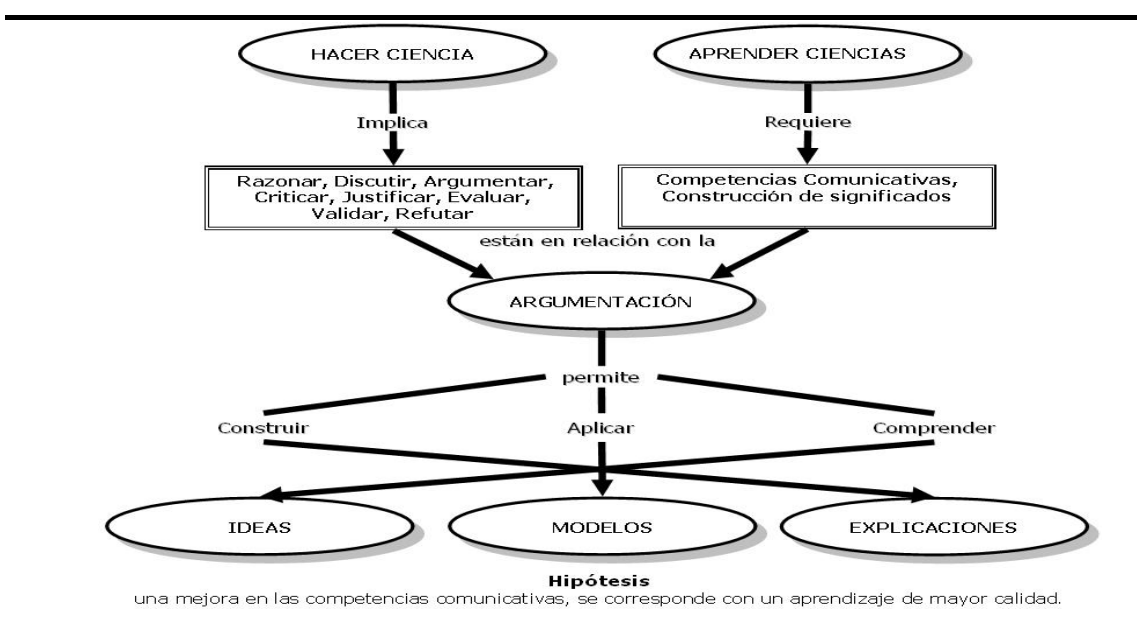 HACER CIENCIA
APRENDER CIENCIAS
Implica
Requiere
Razonar, Discutir, Argumentar,
Criticar, Justificar, Evaluar,
Validar, Refutar
Competencias Comunicativas,
Construcción de significados
están en relación con la
ARGUMENTACIÓN
permite
Construir
Aplicar
Comprender
IDEAS
MODELOS
EXPLICACIONES
Hipótesis
una mejora en las competencias comunicativas, se corresponde con un aprendizaje de mayor calidad.